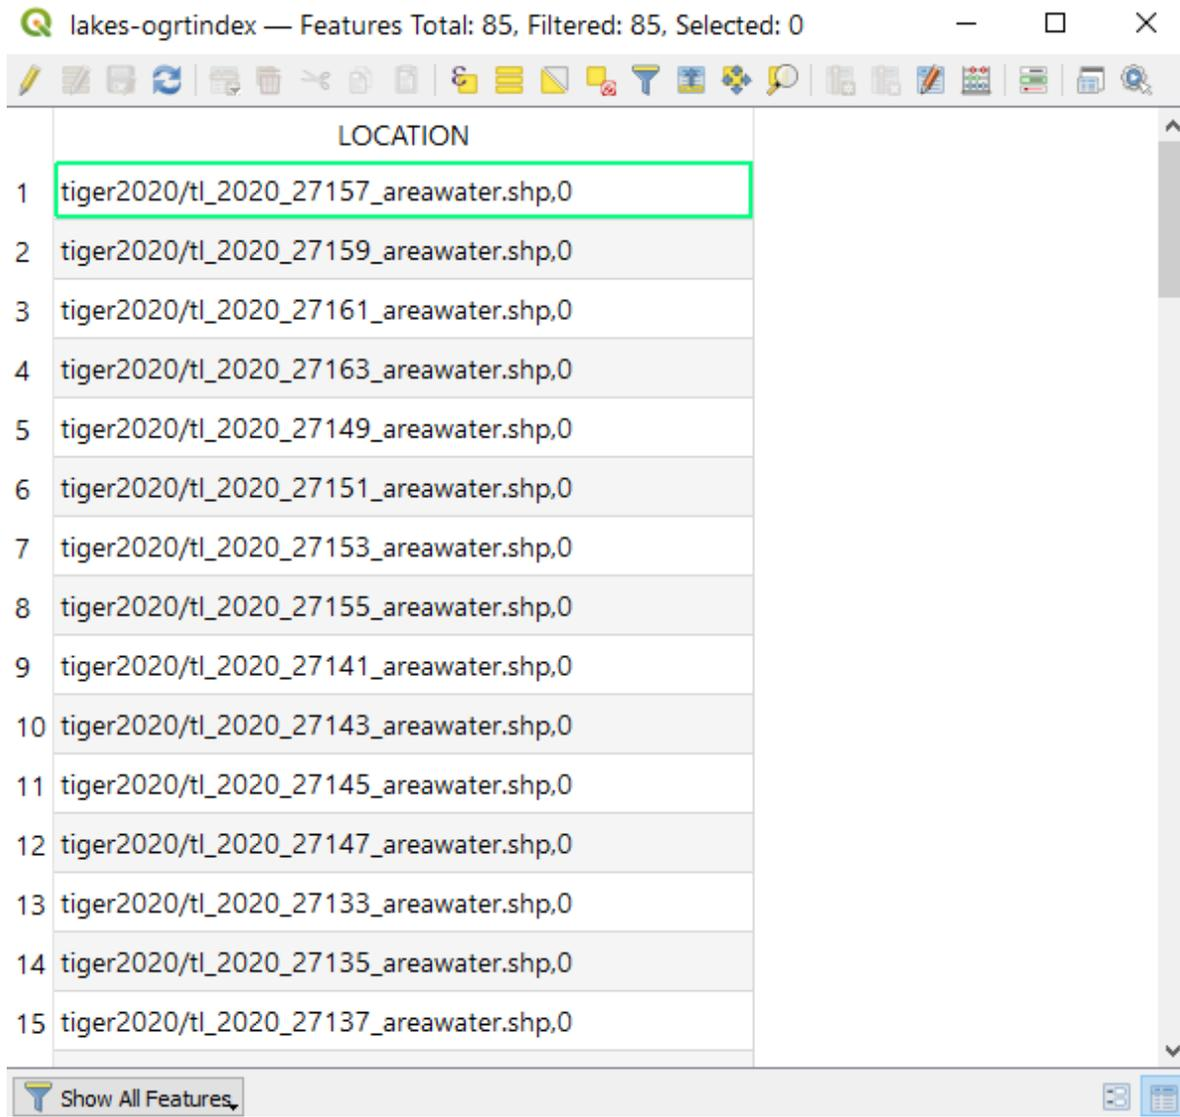 lakes-ogrtindex — Features Total: 85, Filtered: 85, Selected: 0
LOCATION
1 tiger2020/tl_2020_27157_areawater.shp,0
2 tiger2020/tl_2020_27159_areawater.shp,0
3 tiger2020/tl_2020_27161_areawater.shp,0
4 tiger2020/tl_2020_27163_areawater.shp,0
5 tiger2020/tl_2020_27149_areawater.shp,0
6 tiger2020/tl_2020_27151_areawater.shp,0
7 tiger2020/tl_2020_27153_areawater.shp,0
8 tiger2020/tl_2020_27155_areawater.shp,0
9 tiger2020/tl_2020_27141_areawater.shp,0
10 tiger2020/tl_2020_27143_areawater.shp,0
11 tiger2020/tl_2020_27145_areawater.shp,0
12 tiger2020/tl_2020_27147_areawater.shp,0
13 tiger2020/tl_2020_27133_areawater.shp,0
14 tiger2020/tl_2020_27135_areawater.shp,0
15 tiger2020/tl_2020_27137_areawater.shp,0
Show All Features